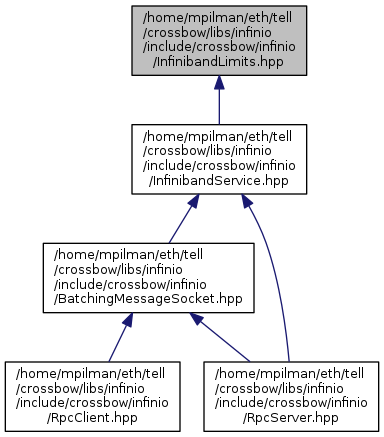 /home/mpilman/eth/tell
/crossbow/libs/infinio
/include/crossbow/infinio
/InfinibandLimits.hpp
/home/mpilman/eth/tell
/crossbow/libs/infinio
/include/crossbow/infinio
/InfinibandService.hpp
/home/mpilman/eth/tell
/crossbow/libs/infinio
/include/crossbow/infinio
/BatchingMessageSocket.hpp
/home/mpilman/eth/tell
/crossbow/libs/infinio
/include/crossbow/infinio
/RpcClient.hpp
/home/mpilman/eth/tell
/crossbow/libs/infinio
/include/crossbow/infinio
/RpcServer.hpp